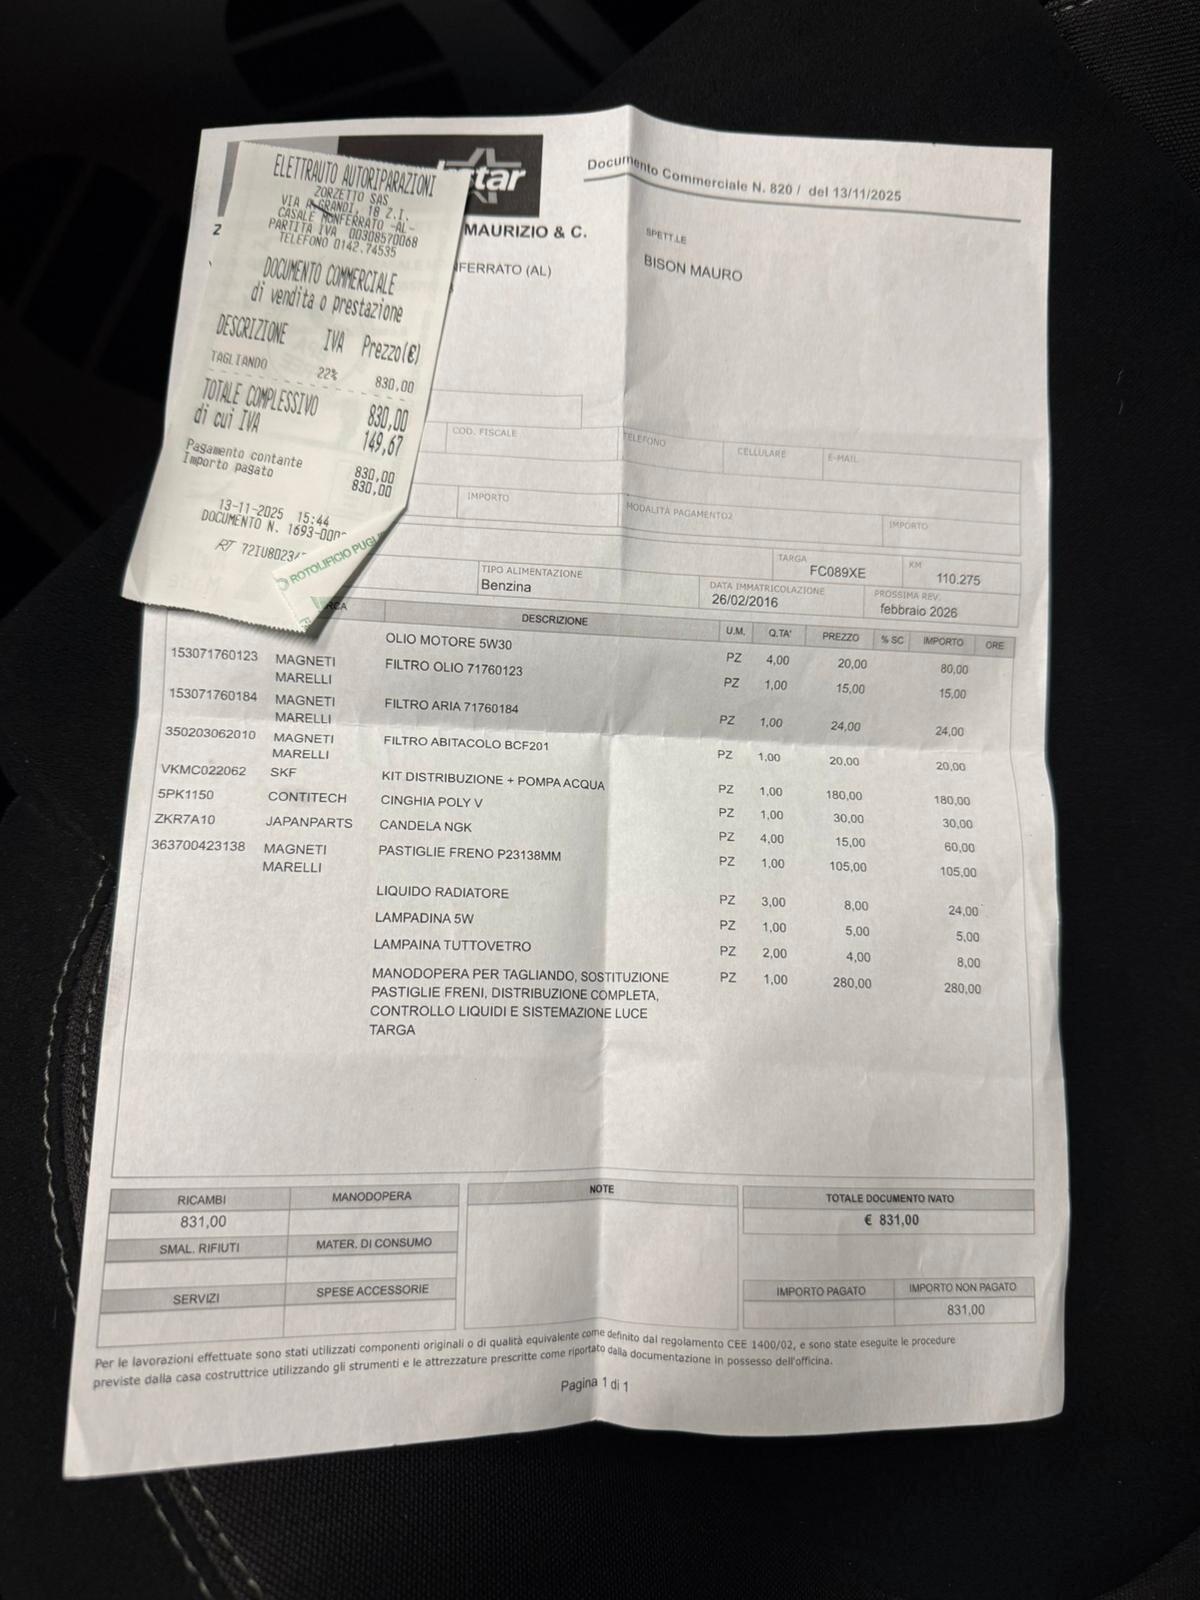 ELETTRAUTO AUTORIPARAZIONI
ZORZETTO SAS
VIA A.GRANDI, 18 Z.I.
CASALE MONFERRATO -AL-
PARTITA IVA 00308570068
TELEFONO 0142.74535
DOCUMENTO COMMERCIALE
di vendita o prestazione
DESCRIZIONE IVA Prezzo(€)
TAGLIANDO 22% 830,00
TOTALE COMPLESSIVO 830,00
di cui IVA 149,67
Pagamento contante 830,00
Importo pagato 830,00
13-11-2025 15:44
DOCUMENTO N. 1693-
RT
ROTOLIFICIO
star
Documento Commerciale N. 820 / del 13/11/2025
Z MAURIZIO & C.
NFERRATO (AL)
SPETT.LE
BISON MAURO
COD. FISCALE TELEFONO CELLULARE E-MAIL
IMPORTO MODALITÀ PAGAMENTO2 IMPORTO
TARGA KM
FC089XE 110.275
TIPO ALIMENTAZIONE DATA IMMATRICOLAZIONE PROSSIMA REV.
Benzina 26/02/2016 febbraio 2026
RCA DESCRIZIONE U.M. Q.TA' PREZZO % SC IMPORTO ORE
OLIO MOTORE 5W30 PZ 4,00 20,00 80,00
153071760123 MAGNETI MARELLI FILTRO OLIO 71760123 PZ 1,00 15,00 15,00
153071760184 MAGNETI MARELLI FILTRO ARIA 71760184 PZ 1,00 24,00 24,00
350203062010 MAGNETI MARELLI FILTRO ABITACOLO BCF201 PZ 1,00 20,00 20,00
VKMC022062 SKF KIT DISTRIBUZIONE + POMPA ACQUA PZ 1,00 180,00 180,00
5PK1150 CONTITECH CINGHIA POLY V PZ 1,00 30,00 30,00
ZKR7A10 JAPANPARTS CANDELA NGK PZ 4,00 15,00 60,00
363700423138 MAGNETI MARELLI PASTIGLIE FRENO P23138MM PZ 1,00 105,00 105,00
LIQUIDO RADIATORE PZ 3,00 8,00 24,00
LAMPADINA 5W PZ 1,00 5,00 5,00
LAMPAINA TUTTOVETRO PZ 2,00 4,00 8,00
MANODOPERA PER TAGLIANDO, SOSTITUZIONE PZ 1,00 280,00 280,00
PASTIGLIE FRENI, DISTRIBUZIONE COMPLETA,
CONTROLLO LIQUIDI E SISTEMAZIONE LUCE
TARGA
RICAMBI MANODOPERA NOTE TOTALE DOCUMENTO IVATO
831,00 € 831,00
SMAL. RIFIUTI MATER. DI CONSUMO
SERVIZI SPESE ACCESSORIE IMPORTO PAGATO IMPORTO NON PAGATO
831,00
Per le lavorazioni effettuate sono stati utilizzati componenti originali o di qualità equivalente come definito dal regolamento CEE 1400/02, e sono state eseguite le procedure
previste dalla casa costruttrice utilizzando gli strumenti e le attrezzature prescritte come riportato dalla documentazione in possesso dell'officina.
Pagina 1 di 1